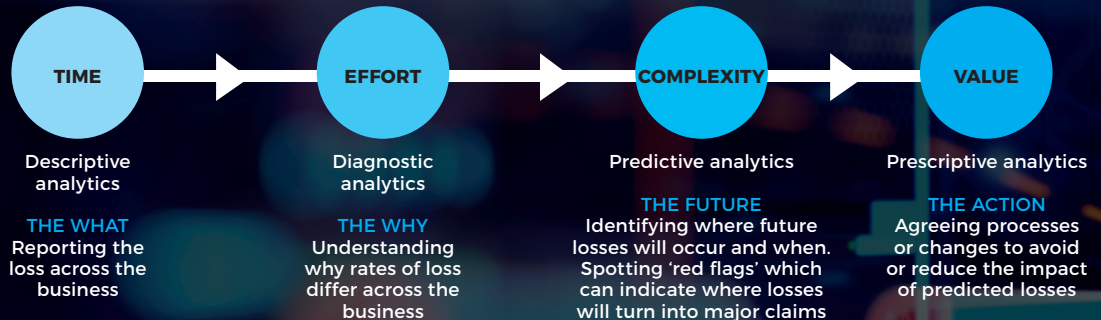 TIME
EFFORT
COMPLEXITY
VALUE
Descriptive
analytics
THE WHAT
Reporting the
loss across the
business
Diagnostic
analytics
THE WHY
Understanding
why rates of loss
differ across the
business
Predictive analytics
THE FUTURE
Identifying where future
losses will occur and when.
Spotting ‘red flags’ which
can indicate where losses
will turn into major claims
Prescriptive analytics
THE ACTION
Agreeing processes
or changes to avoid
or reduce the impact
of predicted losses